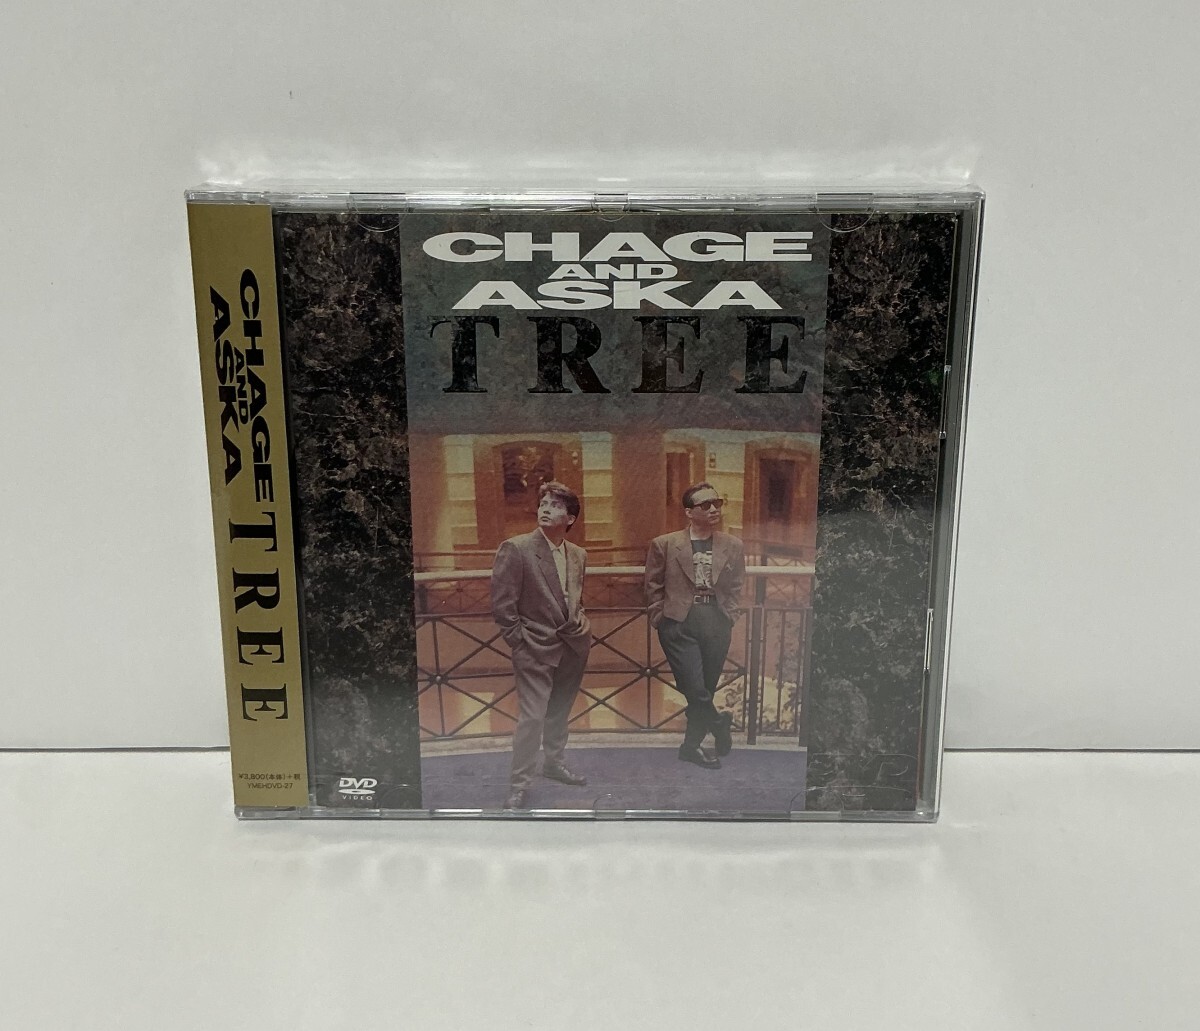 CHAGE
AND
ASKA
TREE
CHAGE
AND
ASKA
TREE
¥3,800(本体)+税
YMEHDVD-27
DVD
VIDEO